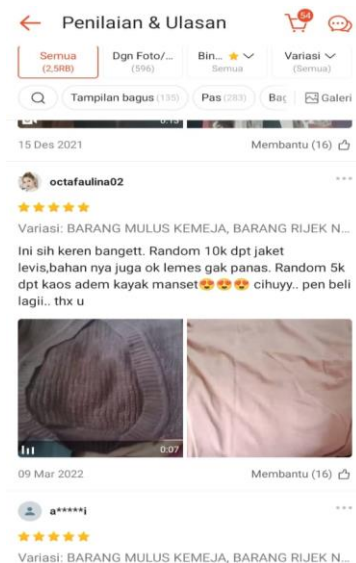 Penilaian & Ulasan
54
Semua
(2,5RB)
Dgn Foto/...
(596)
Bin... ★
Semua
Variasi
(Semua)
Tampilan bagus (135)
Pas (283)
Bag
Galeri
0:13
15 Des 2021
Membantu (16)
octafaulina02
Variasi: BARANG MULUS KEMEJA, BARANG RIJEK N...
Ini sih keren bangett. Random 10k dpt jaket
levis,bahan nya juga ok lemes gak panas. Random 5k
dpt kaos adem kayak manset😍😍😍 cihuyy.. pen beli
lagii.. thx u
0:07
09 Mar 2022
Membantu (16)
a*****i
Variasi: BARANG MULUS KEMEJA, BARANG RIJEK N...